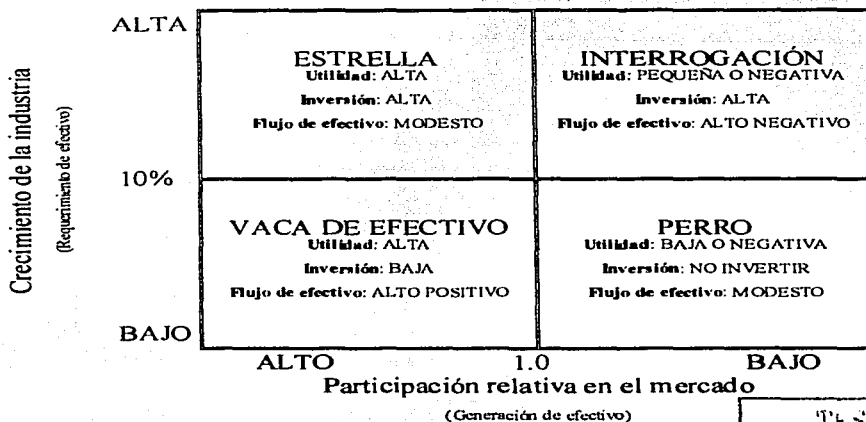 ALTA
ESTRELLA
Utilidad: ALTA
Inversión: ALTA
Flujo de efectivo: MODESTO
INTERROGACIÓN
Utilidad: PEQUEÑA O NEGATIVA
Inversión: ALTA
Flujo de efectivo: ALTO NEGATIVO
Crecimiento de la industria
(Requerimiento de efectivo)
10%
VACA DE EFECTIVO
Utilidad: ALTA
Inversión: BAJA
Flujo de efectivo: ALTO POSITIVO
PERRO
Utilidad: BAJA O NEGATIVA
Inversión: NO INVERTIR
Flujo de efectivo: MODESTO
BAJO
ALTO 1.0 BAJO
Participación relativa en el mercado
(Generación de efectivo)